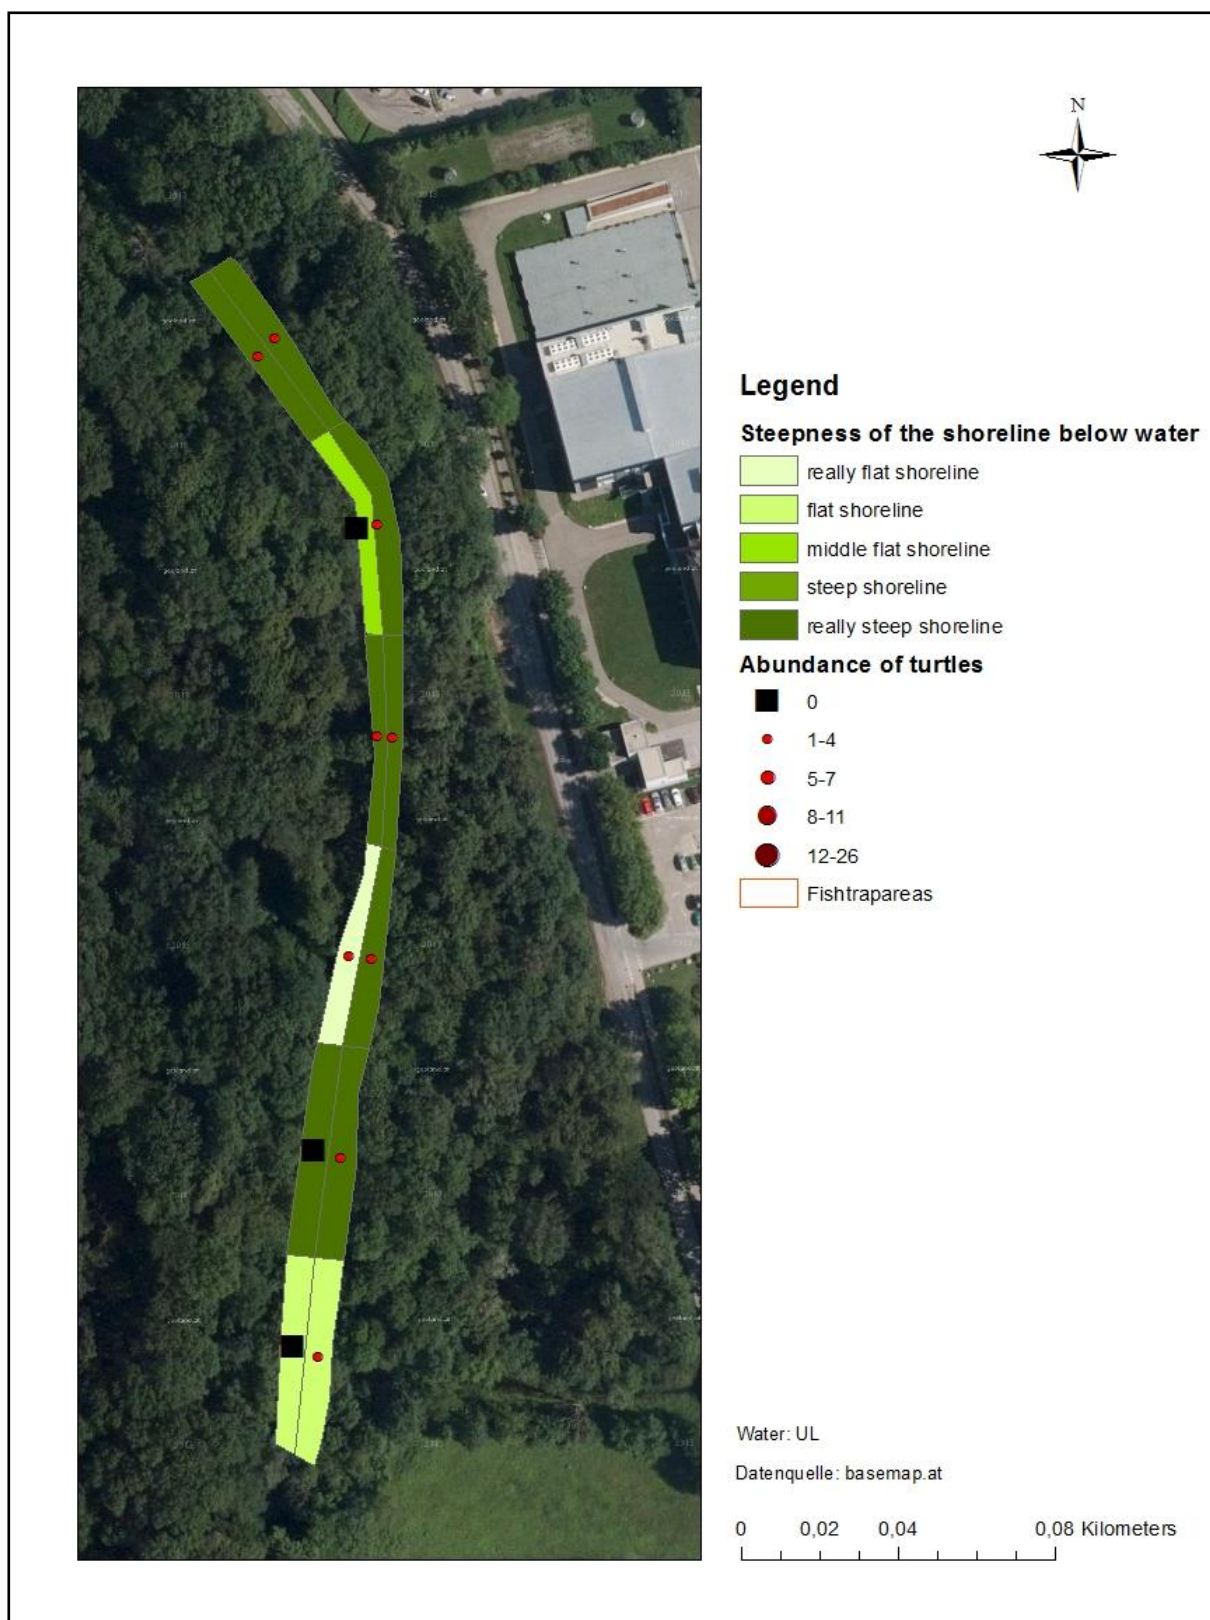 N
Legend
Steepness of the shoreline below water
really flat shoreline
flat shoreline
middle flat shoreline
steep shoreline
really steep shoreline
Abundance of turtles
0
1-4
5-7
8-11
12-26
Fishtrapareas
Water: UL
Datenquelle: basemap.at
0 0,02 0,04 0,08 Kilometers